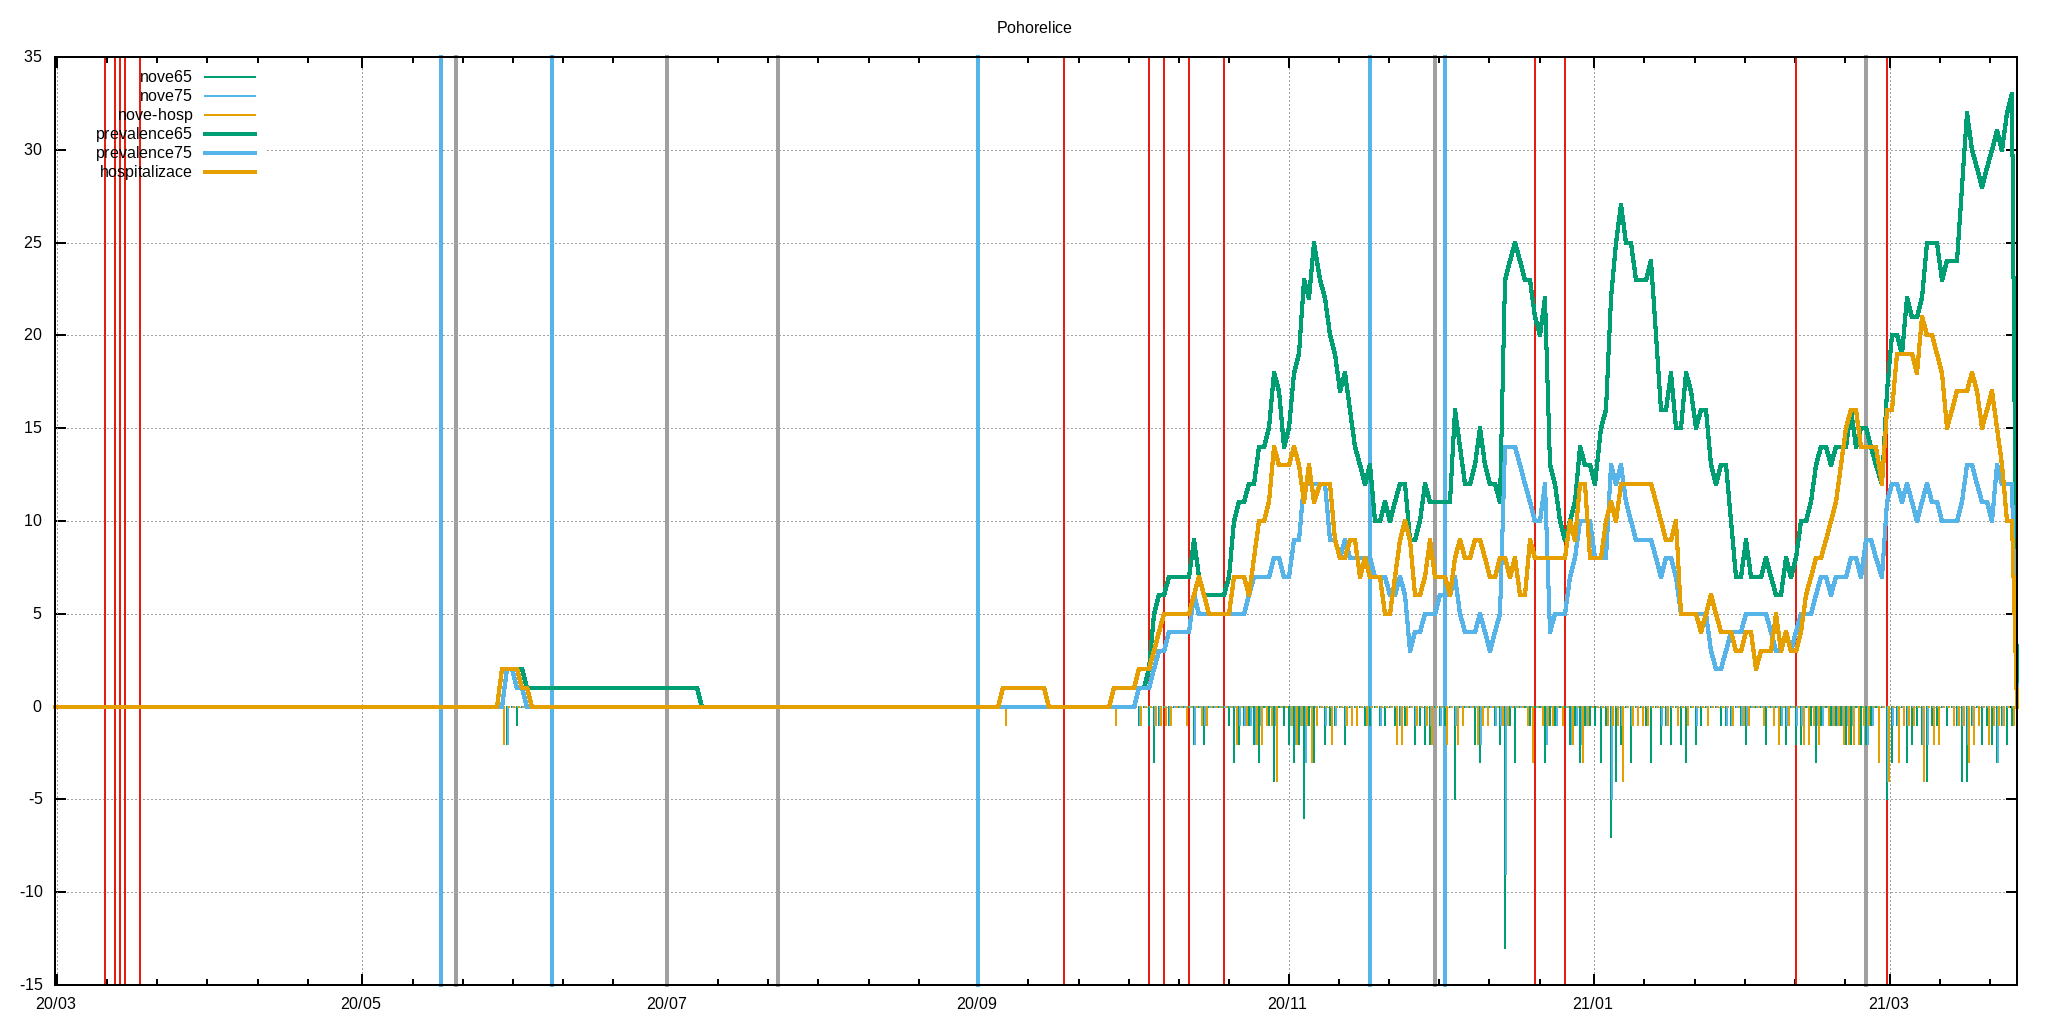 Pohorelice
nove65
nove75
nove-hosp
prevalence65
prevalence75
hospitalizace
35
30
25
20
15
10
5
0
-5
-10
-15
20/03 20/05 20/07 20/09 20/11 21/01 21/03